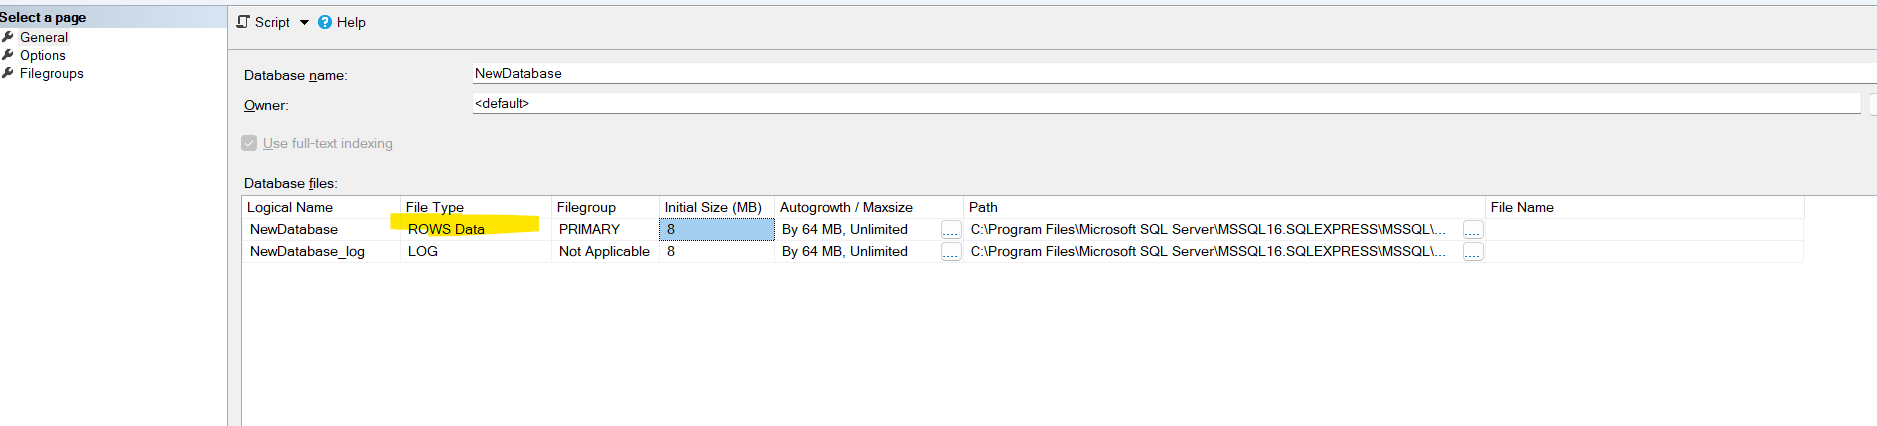 Select a page
General
Options
Filegroups
Script Help
Database name: NewDatabase
Owner: <default>
Use full-text indexing
Database files:
Logical Name File Type Filegroup Initial Size (MB) Autogrowth / Maxsize Path File Name
NewDatabase ROWS Data PRIMARY 8 By 64 MB, Unlimited .... C:\Program Files\Microsoft SQL Server\MSSQL16.SQLEXPRESS\MSSQL\... ....
NewDatabase_log LOG Not Applicable 8 By 64 MB, Unlimited .... C:\Program Files\Microsoft SQL Server\MSSQL16.SQLEXPRESS\MSSQL\... ....